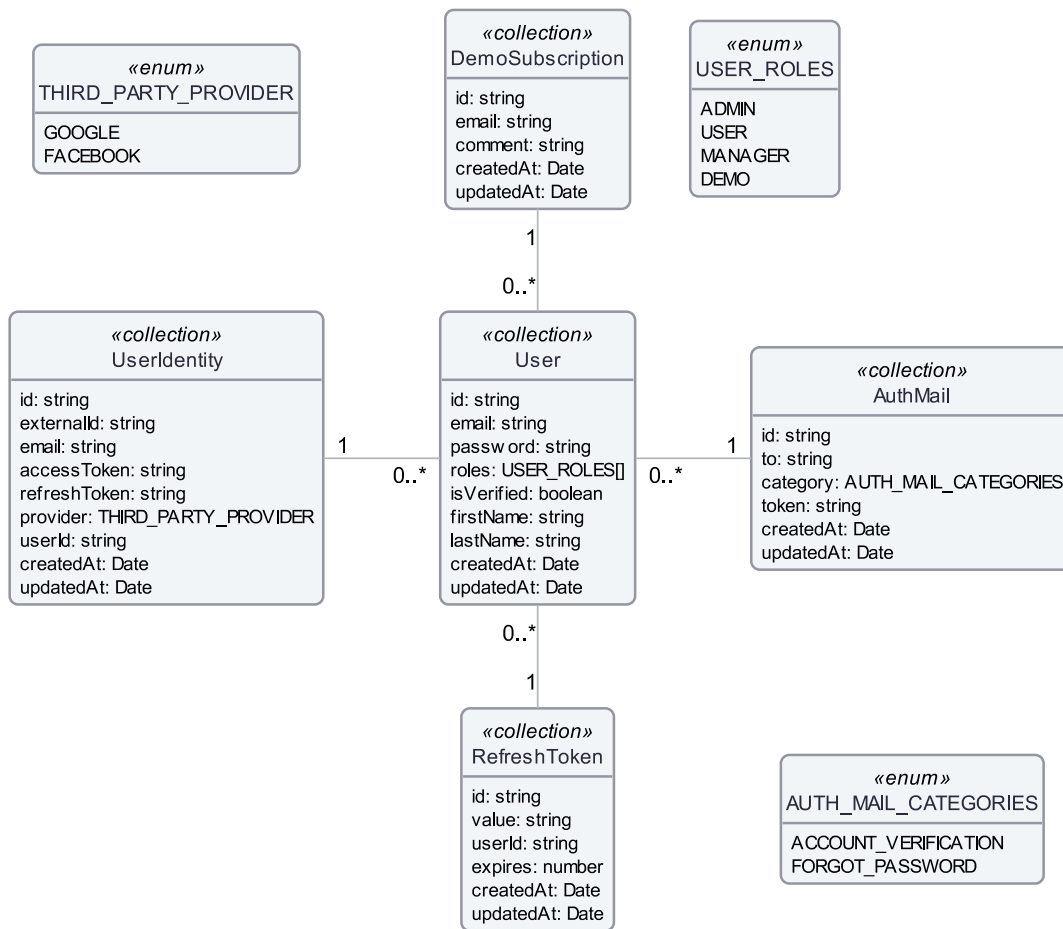 «enum»
THIRD_PARTY_PROVIDER
GOOGLE
FACEBOOK
«collection»
DemoSubscription
id: string
email: string
comment: string
createdAt: Date
updatedAt: Date
«enum»
USER_ROLES
ADMIN
USER
MANAGER
DEMO
1
0..*
«collection»
UserIdentity
id: string
externalId: string
email: string
accessToken: string
refreshToken: string
provider: THIRD_PARTY_PROVIDER
userId: string
createdAt: Date
updatedAt: Date
1
0..*
«collection»
User
id: string
email: string
password: string
roles: USER_ROLES[]
isVerified: boolean
firstName: string
lastName: string
createdAt: Date
updatedAt: Date
1
0..*
«collection»
AuthMail
id: string
to: string
category: AUTH_MAIL_CATEGORIES
token: string
createdAt: Date
updatedAt: Date
0..*
1
«collection»
RefreshToken
id: string
value: string
userId: string
expires: number
createdAt: Date
updatedAt: Date
«enum»
AUTH_MAIL_CATEGORIES
ACCOUNT_VERIFICATION
FORGOT_PASSWORD